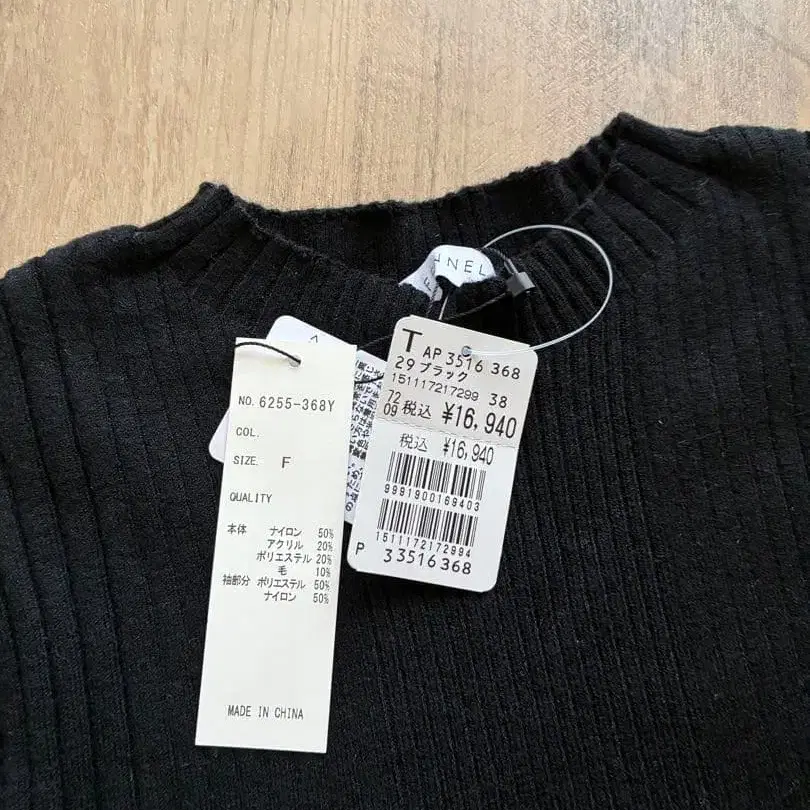 NO. 6255-368Y
COL.
SIZE. F
QUALITY
本体 ナイロン 50%
アクリル 20%
ポリエステル 20%
毛 10%
袖部分 ポリエステル 50%
ナイロン 50%
MADE IN CHINA
T AP 3516 368
29 ブラック
151117217299 38
72
09 税込 ¥16,940
税込 ¥16,940
9991900169403
1511172172994
P 33516368